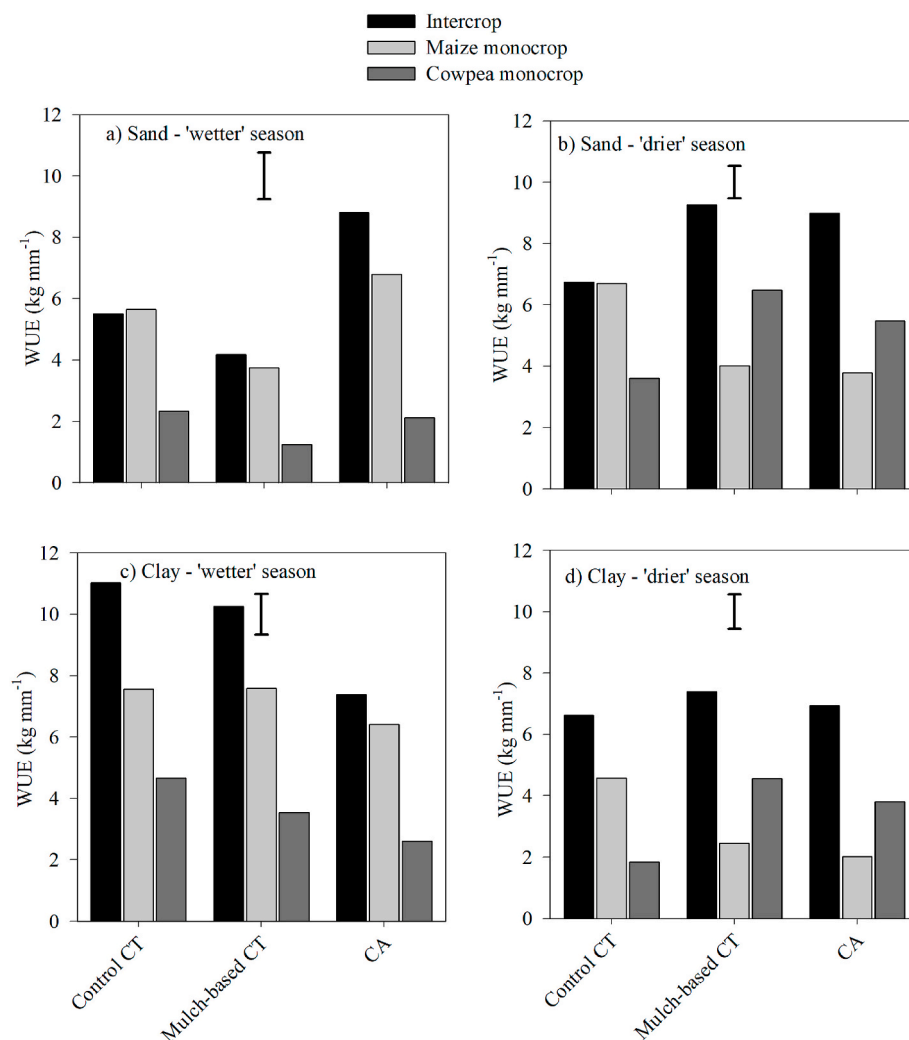 Intercrop
Maize monocrop
Cowpea monocrop
a) Sand - 'wetter' season
12
10
8
6
4
2
0
WUE (kg mm⁻¹)
b) Sand - 'drier' season
12
10
8
6
4
2
0
WUE (kg mm⁻¹)
c) Clay - 'wetter' season
12
10
8
6
4
2
0
WUE (kg mm⁻¹)
Control CT
Mulch-based CT
CA
d) Clay - 'drier' season
12
10
8
6
4
2
0
WUE (kg mm⁻¹)
Control CT
Mulch-based CT
CA